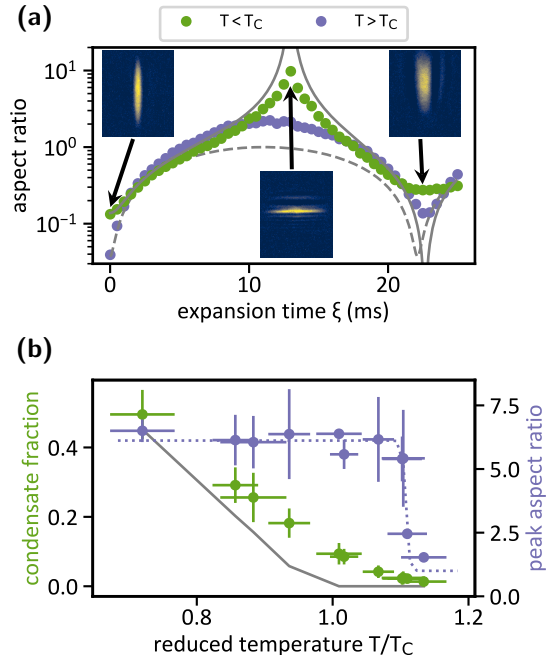 (a)
T < T_C T > T_C
10^1
10^0
10^−1
aspect ratio
0 10 20
expansion time ξ (ms)
(b)
0.4
0.2
0.0
condensate fraction
7.5
5.0
2.5
0.0
peak aspect ratio
0.8 1.0 1.2
reduced temperature T/T_C